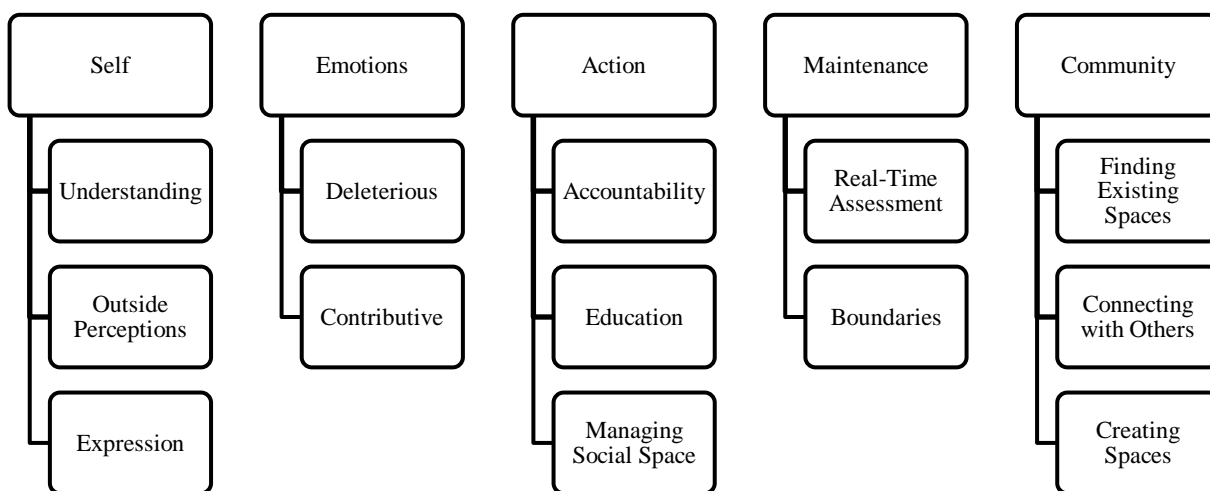 Self
Understanding
Outside
Perceptions
Expression
Emotions
Deleterious
Contributive
Action
Accountability
Education
Managing
Social Space
Maintenance
Real-Time
Assessment
Boundaries
Community
Finding
Existing
Spaces
Connecting
with Others
Creating
Spaces